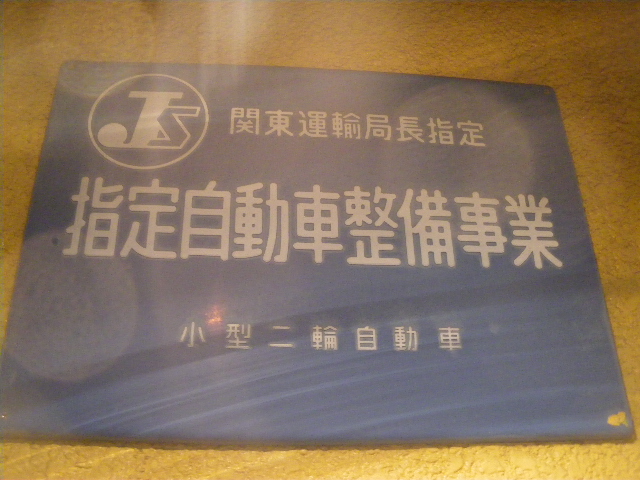 JS 関東運輸局長指定
指定自動車整備事業
小型二輪自動車